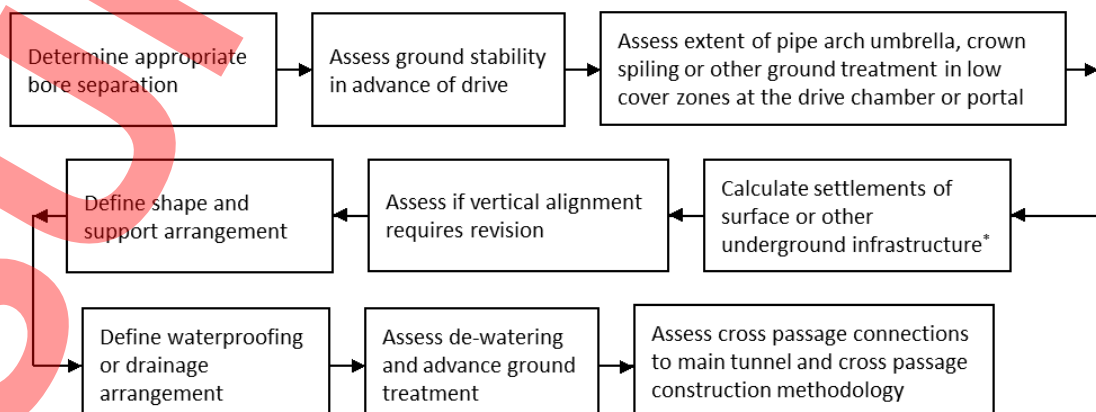 Determine appropriate
bore separation
Assess ground stability
in advance of drive
Assess extent of pipe arch umbrella, crown
spiling or other ground treatment in low
cover zones at the drive chamber or portal
Calculate settlements of
surface or other
underground infrastructure*
Assess if vertical alignment
requires revision
Define shape and
support arrangement
Define waterproofing
or drainage
arrangement
Assess de-watering
and advance ground
treatment
Assess cross passage connections
to main tunnel and cross passage
construction methodology